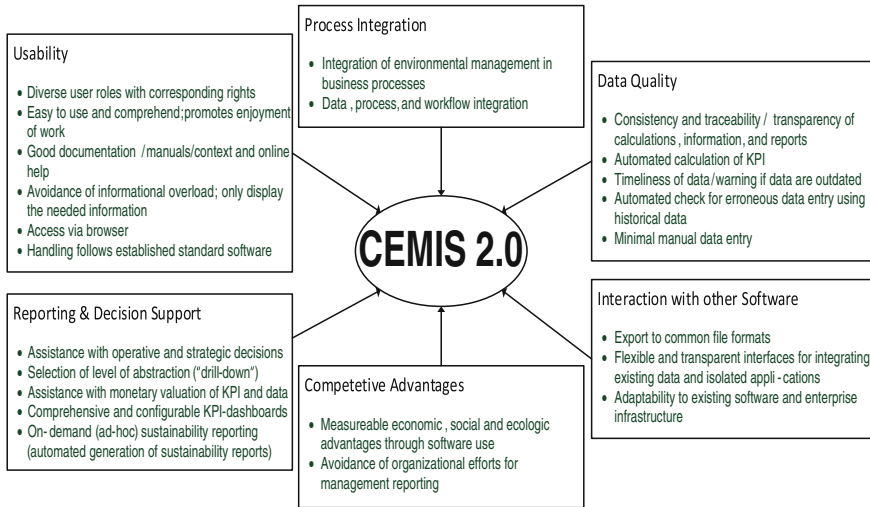 Process Integration
• Integration of environmental management in
business processes
• Data , process, and workflow integration
Usability
• Diverse user roles with corresponding rights
• Easy to use and comprehend;promotes enjoyment
of work
• Good documentation /manuals/context and online
help
• Avoidance of informational overload; only display
the needed information
• Access via browser
• Handling follows established standard software
Data Quality
• Consistency and traceability / transparency of
calculations , information, and reports
• Automated calculation of KPI
• Timeliness of data/warning if data are outdated
• Automated check for erroneous data entry using
historical data
• Minimal manual data entry
CEMIS 2.0
Reporting & Decision Support
• Assistance with operative and strategic decisions
• Selection of level of abstraction ("drill-down")
• Assistance with monetary valuation of KPI and data
• Comprehensive and configurable KPI-dashboards
• On- demand (ad-hoc) sustainability reporting
(automated generation of sustainability reports)
Competetive Advantages
• Measureable economic , social and ecologic
advantages through software use
• Avoidance of organizational efforts for
management reporting
Interaction with other Software
• Export to common file formats
• Flexible and transparent interfaces for integrating
existing data and isolated appli - cations
• Adaptability to existing software and enterprise
infrastructure